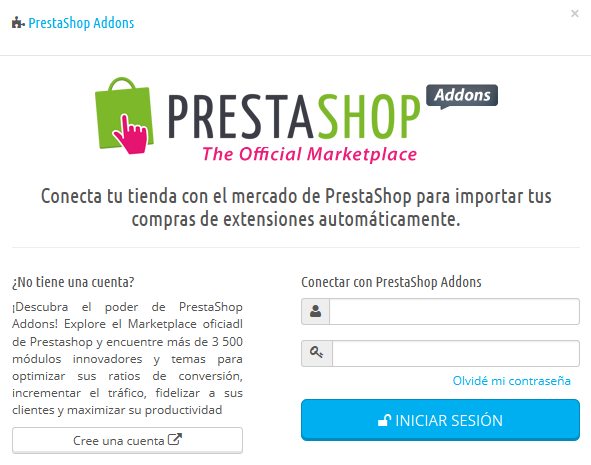 PrestaShop Addons
×
PRESTASHOP Addons
The Official Marketplace
Conecta tu tienda con el mercado de PrestaShop para importar tus
compras de extensiones automáticamente.
¿No tiene una cuenta?
¡Descubra el poder de PrestaShop
Addons! Explore el Marketplace oficiadl
de Prestashop y encuentre más de 3 500
módulos innovadores y temas para
optimizar sus ratios de conversión,
incrementar el tráfico, fidelizar a sus
clientes y maximizar su productividad
Cree una cuenta
Conectar con PrestaShop Addons
Olvidé mi contraseña
INICIAR SESIÓN